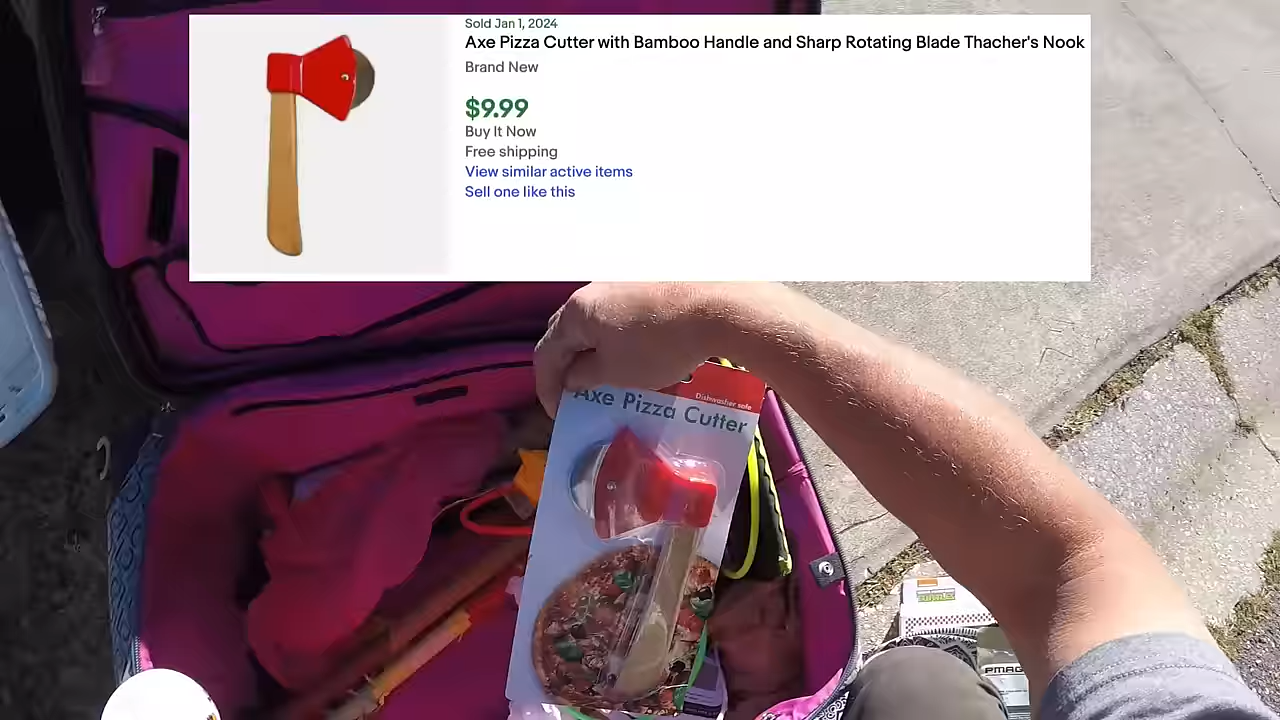 Sold Jan 1, 2024
Axe Pizza Cutter with Bamboo Handle and Sharp Rotating Blade Thacher's Nook
Brand New
$9.99
Buy It Now
Free shipping
View similar active items
Sell one like this
Dishwasher safe
Axe Pizza Cutter
PMAG